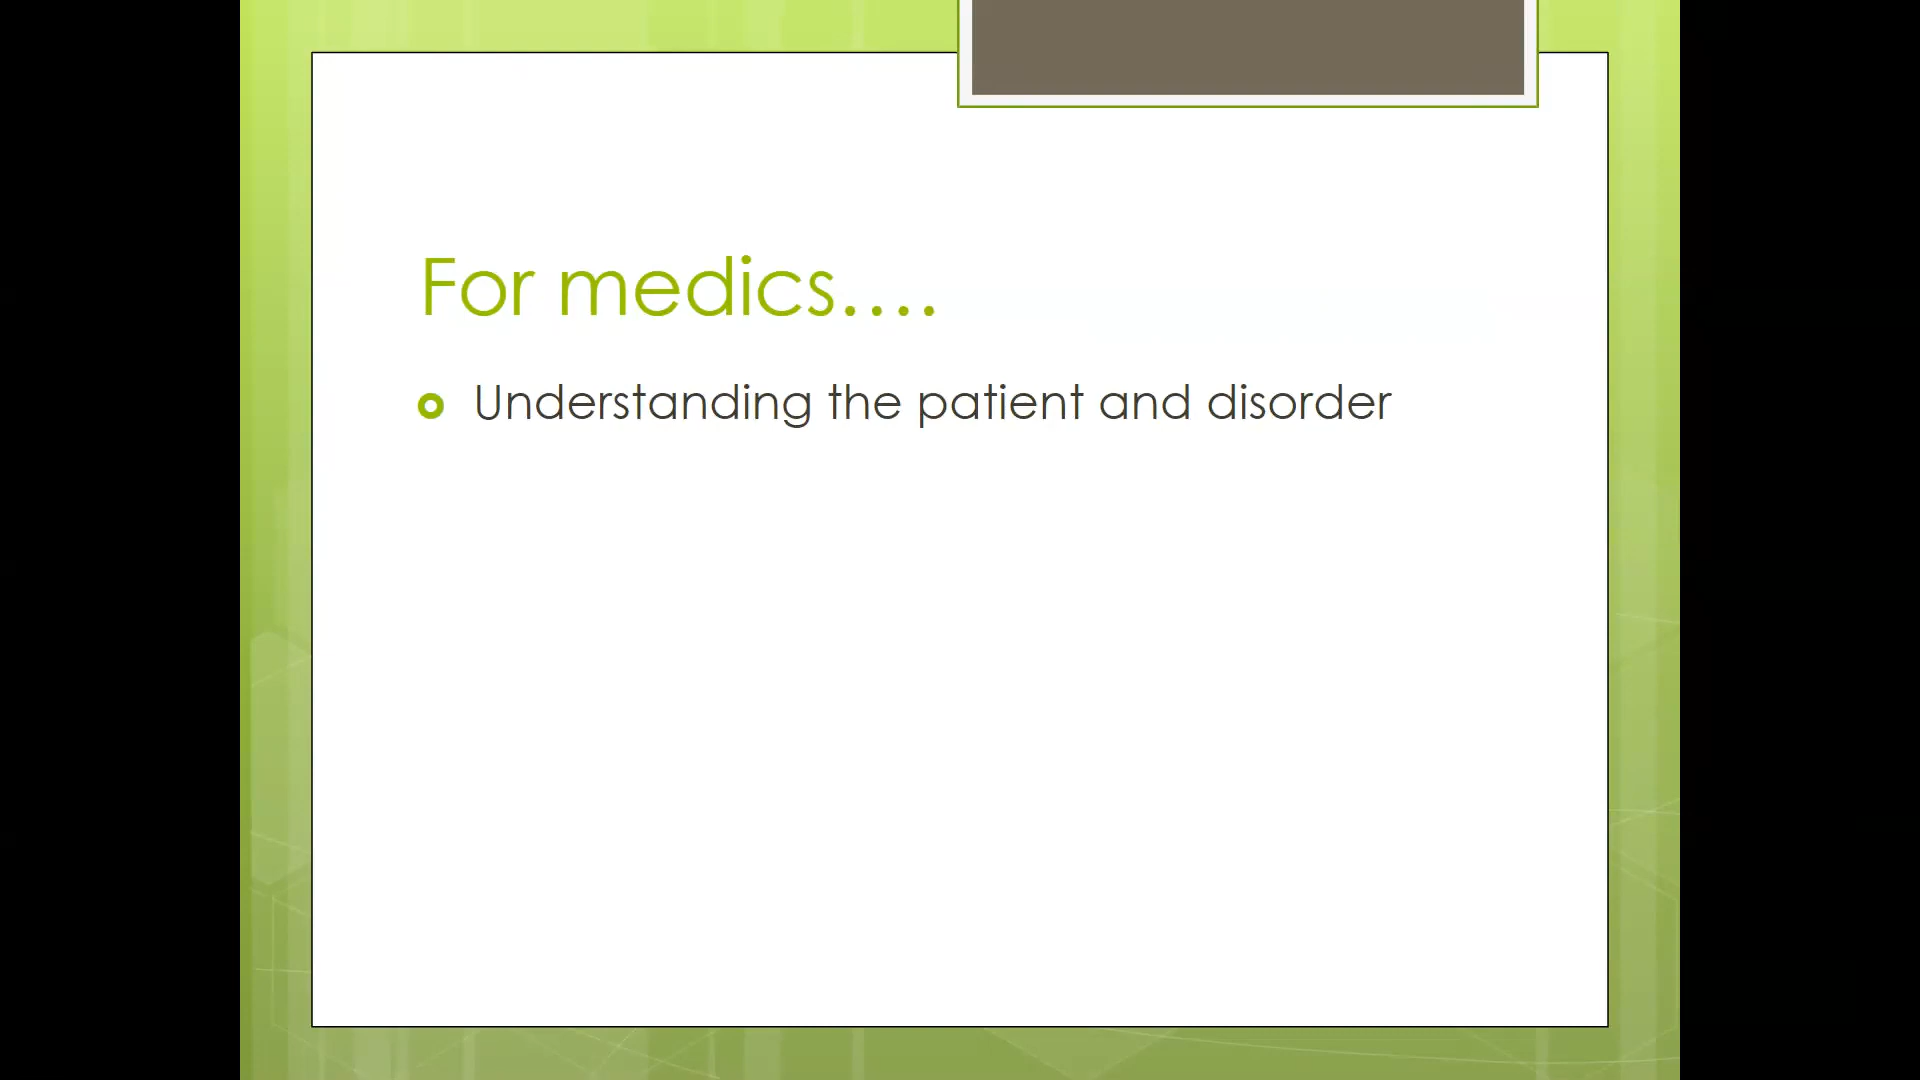 For medics....
Understanding the patient and disorder